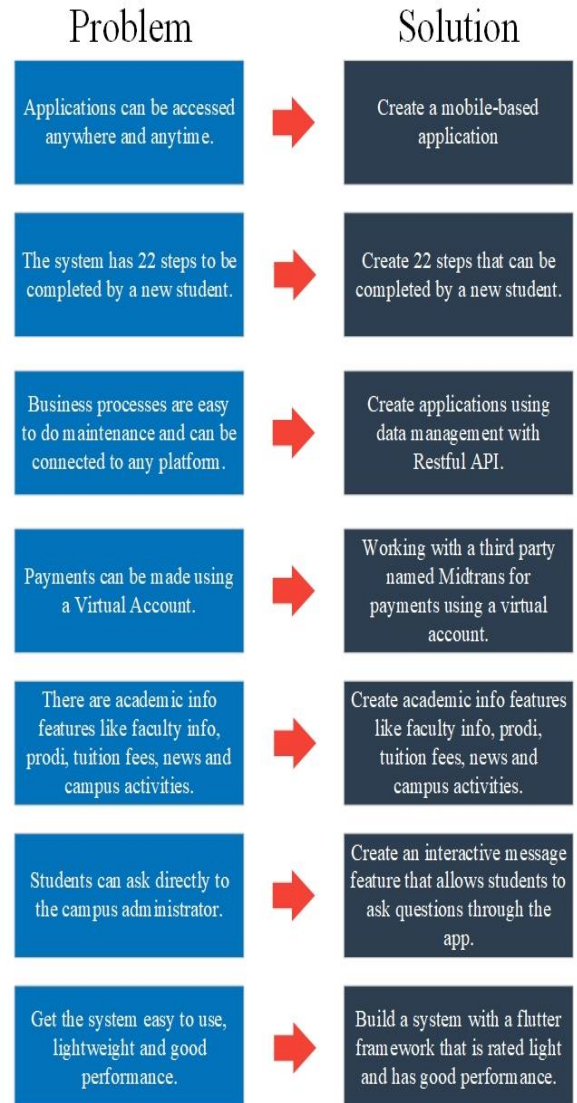 Problem
Solution
Applications can be accessed
anywhere and anytime.
Create a mobile-based
application
The system has 22 steps to be
completed by a new student.
Create 22 steps that can be
completed by a new student.
Business processes are easy
to do maintenance and can be
connected to any platform.
Create applications using
data management with
Restful API.
Payments can be made using
a Virtual Account.
Working with a third party
named Midtrans for
payments using a virtual
account.
There are academic info
features like faculty info,
prodi, tuition fees, news and
campus activities.
Create academic info features
like faculty info, prodi,
tuition fees, news and
campus activities.
Students can ask directly to
the campus administrator.
Create an interactive message
feature that allows students to
ask questions through the
app.
Get the system easy to use,
lightweight and good
performance.
Build a system with a flutter
framework that is rated light
and has good performance.